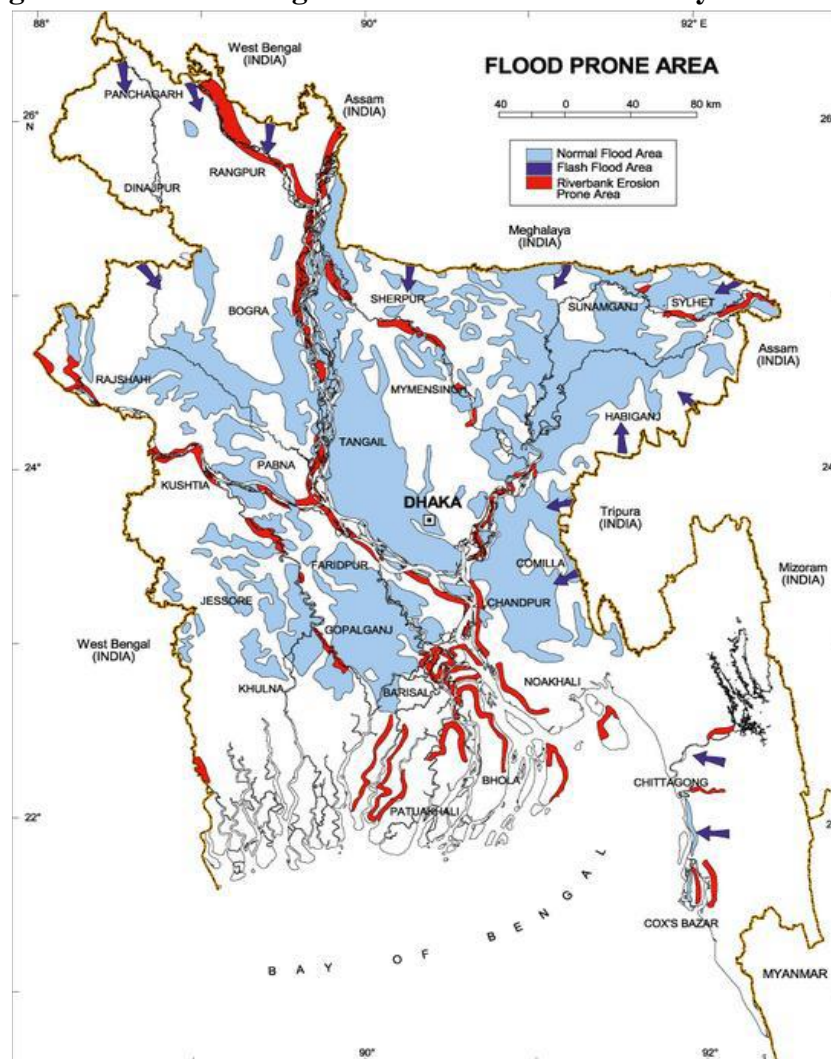 88°
90°
92° E
West Bengal
(INDIA)
FLOOD PRONE AREA
PANCHAGARH
Assam
(INDIA)
40 0 40 80 km
26°
N
26
Normal Flood Area
Flash Flood Area
Riverbank Erosion
Prone Area
RANGPUR
DINAJPUR
Meghalaya
(INDIA)
SHERPUR
SUNAMGANJ
SYLHET
BOGRA
Assam
(INDIA)
RAJSHAHI
MYMENSINGH
HABIGANJ
TANGAIL
24°
24
PABNA
KUSHTIA
DHAKA
Tripura
(INDIA)
COMILLA
Mizoram
(INDIA)
FARIDPUR
JESSORE
CHANDPUR
GOPALGANJ
West Bengal
(INDIA)
NOAKHALI
KHULNA
BARISAL
BHOLA
CHITTAGONG
PATUAKHALI
22°
BAY OF BENGAL
COX'S BAZAR
MYANMAR
90°
92°